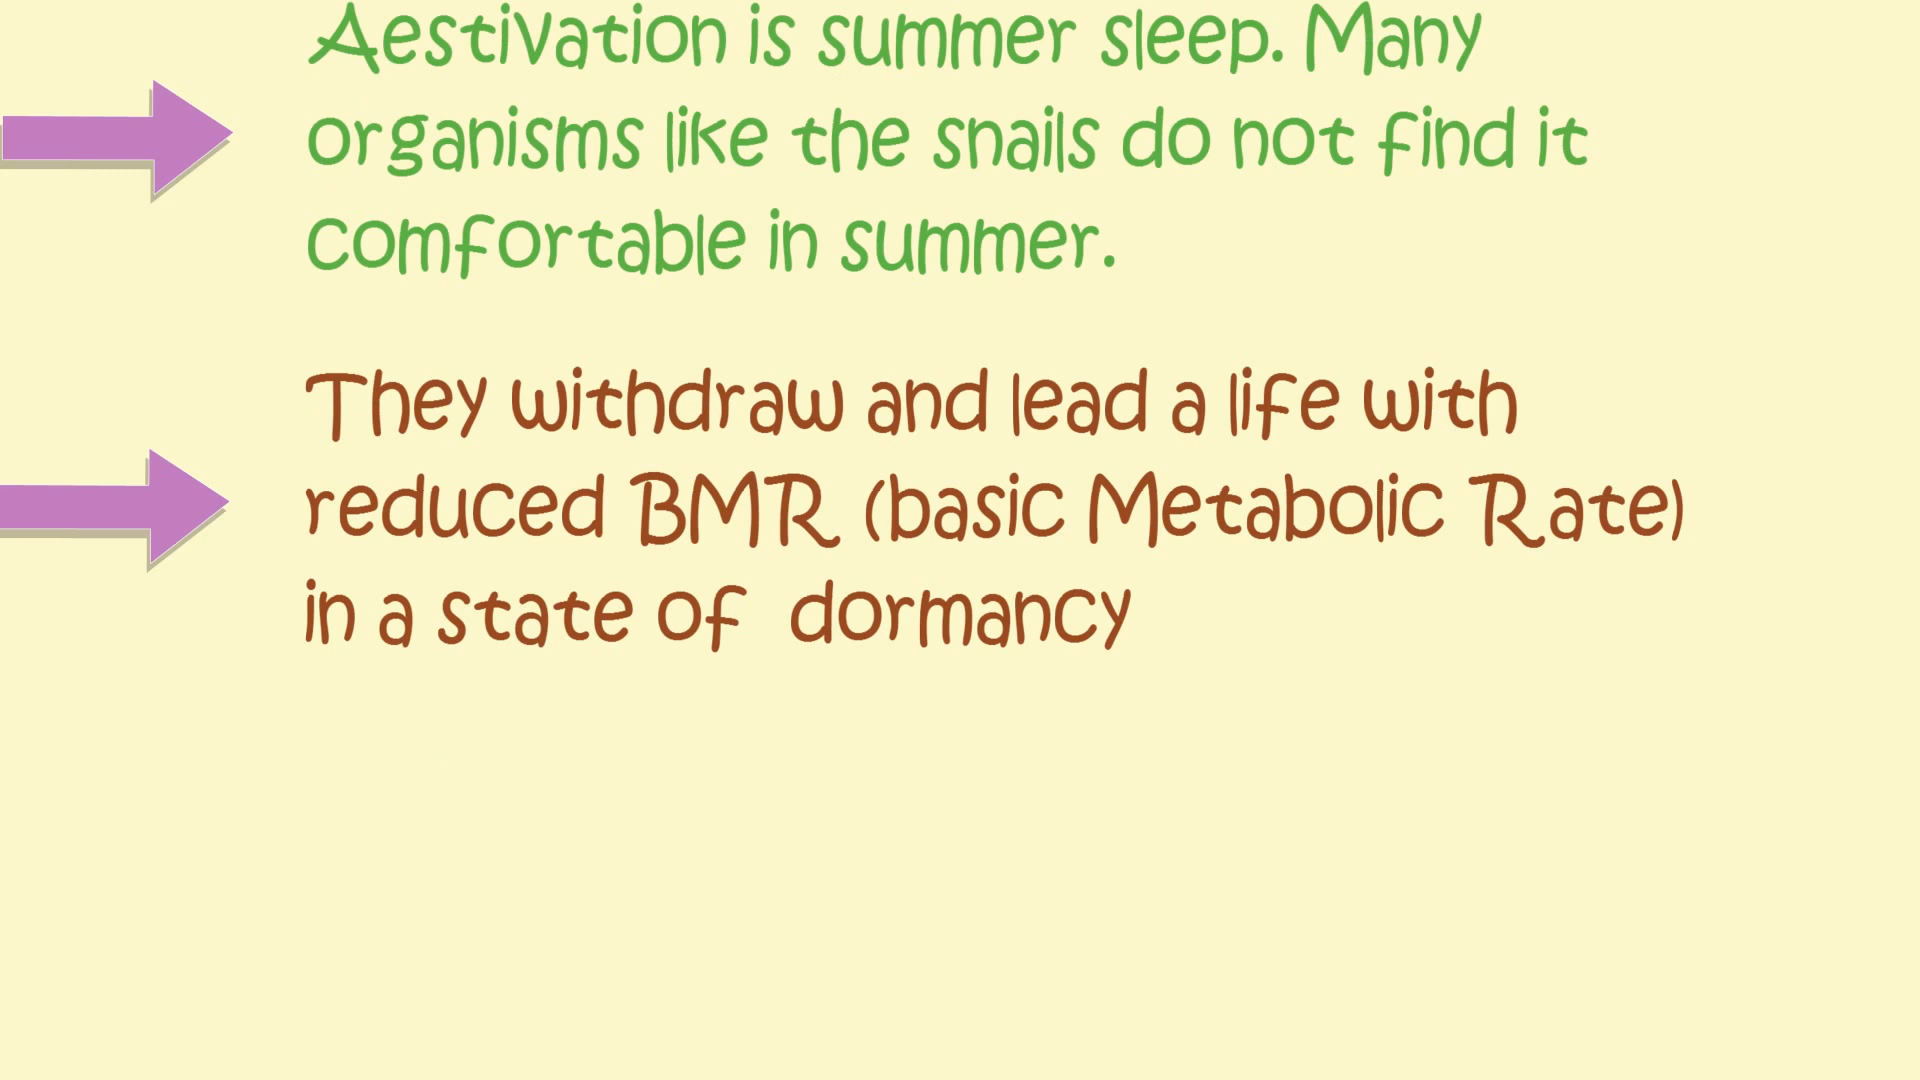 Aestivation is summer sleep. Many
organisms like the snails do not find it
comfortable in summer.
They withdraw and lead a life with
reduced BMR (basic Metabolic Rate)
in a state of  dormancy